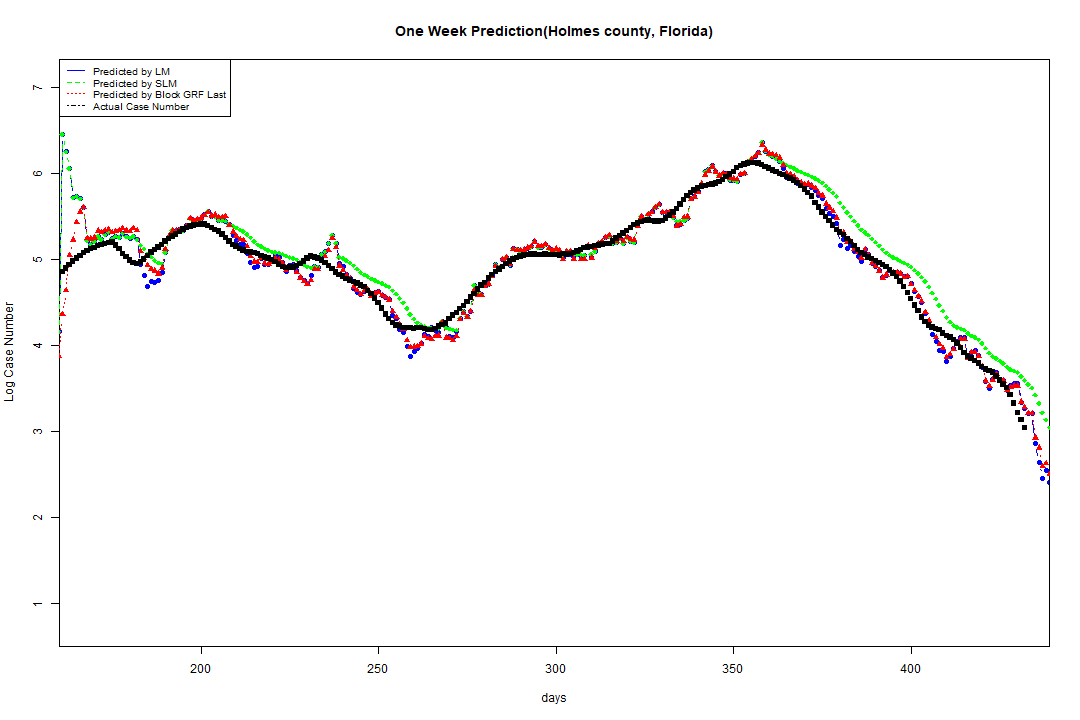 One Week Prediction(Holmes county, Florida)
Predicted by LM
Predicted by SLM
Predicted by Block GRF Last
Actual Case Number
7
6
5
4
3
2
1
Log Case Number
200 250 300 350 400
days